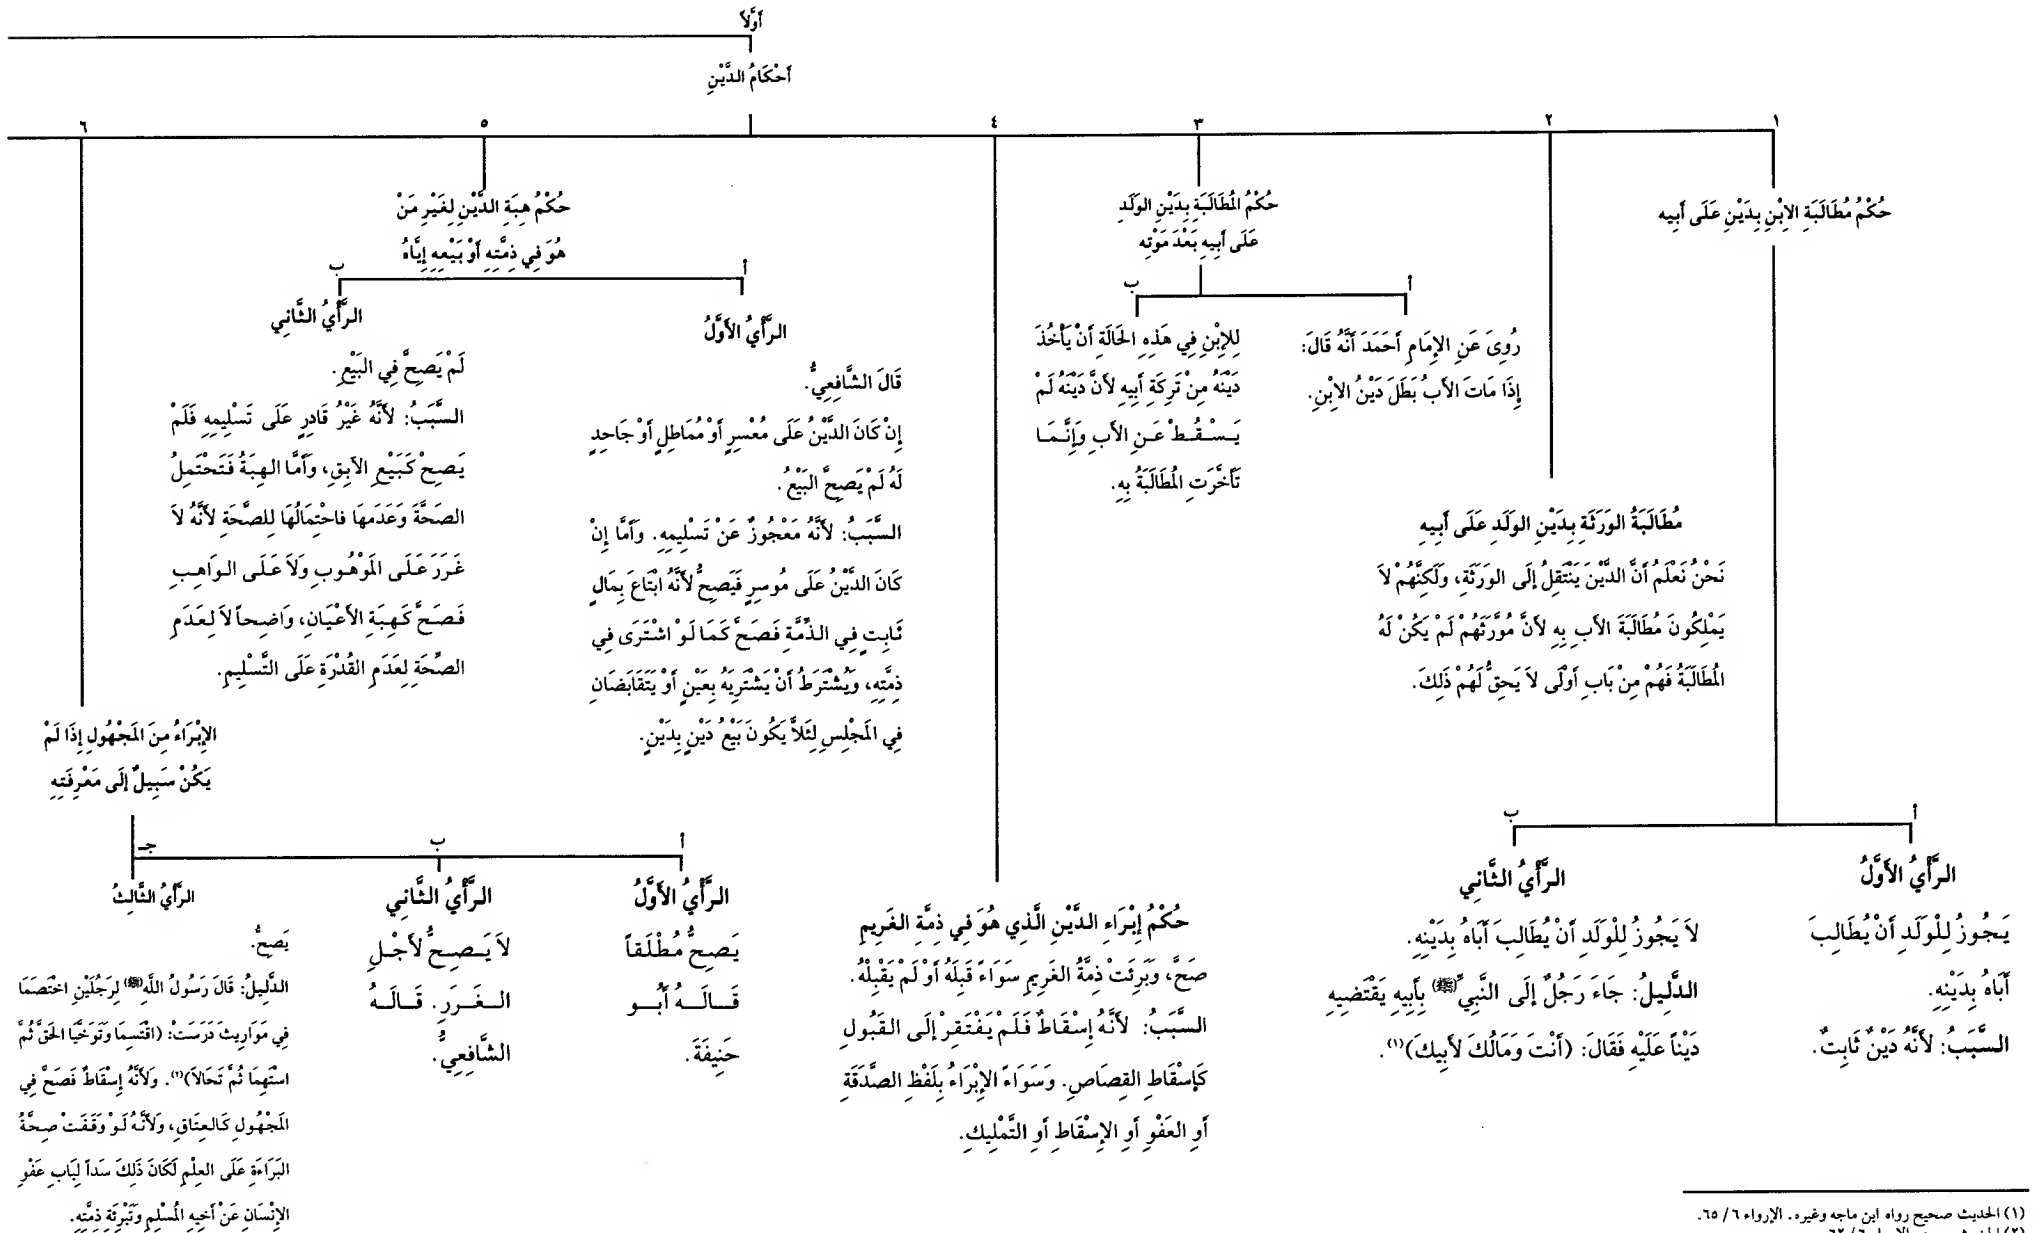 أَوَّلاً
أَحْكَامُ الدَّيْنِ
١
حُكْمُ مُطَالَبَةِ الاِبْنِ بِدَيْنٍ عَلَى أَبِيه
أ
الرَّأْيُ الأَوَّلُ
يَجُوزُ لِلْوَلَدِ أَنْ يُطَالِبَ
أَبَاهُ بِدَيْنِهِ.
السَّبَبُ: لأَنَّهُ دَيْنٌ ثَابِتٌ.
ب
الرَّأْيُ الثَّانِي
لاَ يَجُوزُ لِلْوَلَدِ أَنْ يُطَالِبَ أَبَاهُ بِدَيْنِهِ.
الدَّلِيلُ: جَاءَ رَجُلٌ إِلَى النَّبِيِّ (ﷺ) بِأَبِيهِ يَقْتَضِيهِ
دَيْناً عَلَيْهِ فَقَالَ: (أَنْتَ وَمَالُكَ لأَبِيكَ)(١).
٢
مُطَالَبَةُ الوَرَثَةِ بِدَيْنِ الوَلَدِ عَلَى أَبِيهِ
نَحْنُ نَعْلَمُ أَنَّ الدَّيْنَ يَنْتَقِلُ إِلَى الوَرَثَةِ، وَلَكِنَّهُمْ لاَ
يَمْلِكُونَ مُطَالَبَةَ الأَبِ بِهِ لأَنَّ مُوَرِّثَهُمْ لَمْ يَكُنْ لَهُ
المُطَالَبَةُ فَهُمْ مِنْ بَابِ أَوْلَى لاَ يَحِقُّ لَهُمْ ذَلِكَ.
٣
حُكْمُ المُطَالَبَةِ بِدَيْنِ الوَلَدِ
عَلَى أَبِيهِ بَعْدَ مَوْتِه
أ
رُوِىَ عَنِ الإِمَامِ أَحَمَدَ أَنَّهُ قَالَ:
إِذَا مَاتَ الأَبُ بَطَلَ دَيْنُ الاِبْنِ.
ب
لِلإِبْنِ فِي هَذِهِ الحَالَةِ أَنْ يَأْخُذَ
دَيْنَهُ مِنْ تَرِكَةِ أَبِيهِ لأَنَّ دَيْنَهُ لَمْ
يَسْقُطْ عَنِ الأَبِ وَإِنَّمَا
تَأَخَّرَتِ المُطَالَبَةُ بِهِ.
٤
حُكْمُ إِبْرَاءِ الدَّيْنِ الَّذِي هُوَ فِي ذِمَّةِ الغَرِيمِ
صَحَّ، وَبَرِئَتْ ذِمَّةُ الغَرِيمِ سَوَاءً قَبِلَهُ أَوْ لَمْ يَقْبِلْهُ.
السَّبَبُ: لأَنَّهُ إِسْقَاطٌ فَلَمْ يَفْتَقِرْ إِلَى القَبُولِ
كَإِسْقَاطِ القِصَاصِ. وَسَوَاءً الإِبْرَاءُ بِلَفْظِ الصَّدَقَةِ
أَوِ العَفْوِ أَوِ الإِسْقَاطِ أَوِ التَّمْلِيكِ.
٥
حُكْمُ هِبَةِ الدَّيْنِ لِغَيْرِ مَنْ
هُوَ فِي ذِمَّتِهِ أَوْ بَيْعِهِ إِيَّاهُ
أ
الرَّأْيُ الأَوَّلُ
قَالَ الشَّافِعِيُّ.
إِنْ كَانَ الدَّيْنُ عَلَى مُعْسِرٍ أَوْ مُمَاطِلٍ أَوْ جَاحِدٍ
لَهُ لَمْ يَصِحَّ البَيْعُ.
السَّبَبُ: لأَنَّهُ مَعْجُوزٌ عَنْ تَسْلِيمِهِ. وَأَمَّا إِنْ
كَانَ الدَّيْنُ عَلَى مُوسِرٍ فَيَصِحُّ لأَنَّهُ ابْتَاعَ بِمَالٍ
ثَابِتٍ فِي الذِّمَّةِ فَصَحَّ كَمَا لَوْ اشْتَرَى فِي
ذِمَّتِهِ، وَيُشْتَرَطُ أَنْ يَشْتَرِيَهُ بِعَيْنٍ أَوْ يَتَقَابَضَانِ
فِي المَجْلِسِ لِئَلاَّ يَكُونَ بَيْعُ دَيْنٍ بِدَيْنٍ.
ب
الرَّأْيُ الثَّانِي
لَمْ يَصِحَّ فِي البَيْعِ.
السَّبَبُ: لأَنَّهُ غَيْرُ قَادِرٍ عَلَى تَسْلِيمِهِ فَلَمْ
يَصِحْ كَبَيْعِ الآبِقِ، وَأَمَّا الهِبَةُ فَتَحْتَمِلُ
الصَحَّةَ وَعَدَمَهَا فاحْتِمَالُهَا لِلصِّحَّةِ لأَنَّهُ لاَ
غَرَرَ عَلَى المَوْهُوبِ وَلاَ عَلَى الوَاهِبِ
فَصَحَّ كَهِبَةِ الأَعْيَانِ، وَاضِحاً لاَ لِعَدَمِ
الصِّحَةِ لِعَدَمِ القُدْرَةِ عَلَى التَّسْلِيمِ.
٦
الإِبْرَاءُ مِنَ المَجْهُولِ إِذَا لَمْ
يَكُنْ سَبِيلٌ إِلَى مَعْرِفَتِهِ
أ
الرَّأْيُ الأَوَّلُ
يَصِحُّ مُطْلَقاً
قَالَهُ أَبُو
حَنِيفَةَ.
ب
الرَّأْيُ الثَّانِي
لاَ يَصِحُّ لأَجْلِ
الغَرَرِ. قَالَهُ
الشَّافِعِيُّ.
جـ
الرَّأْيُ الثَّالِثُ
يَصِحُّ.
الدَّلِيلُ: قَالَ رَسُولُ اللَّهِ (ﷺ) لِرَجُلَيْنِ اخْتَصَمَا
فِي مَوَارِيثَ دَرَسَتْ: (اقْتَسِمَا وَتَوَخَّيَا الحَقَّ ثُمَّ
اسْتَهِمَا ثُمَّ تَحَالاَ)(٢). وَلأَنَّهُ إِسْقَاطٌ فَصَحَّ فِي
المَجْهُولِ كَالعِتَاقِ، وَلأَنَّهُ لَوْ وَقَفَتْ صِحَّةُ
البَرَاءَةِ عَلَى العِلْمِ لَكَانَ ذَلِكَ سَداً لِبَابِ عَفْوِ
الإِنْسَانِ عَنْ أَخِيهِ المُسْلِمِ وَتَبْرِئَةِ ذِمَّتِهِ.
(١) الحديث صحيح رواه ابن ماجه وغيره. الإرواء ٦/ ٦٥.